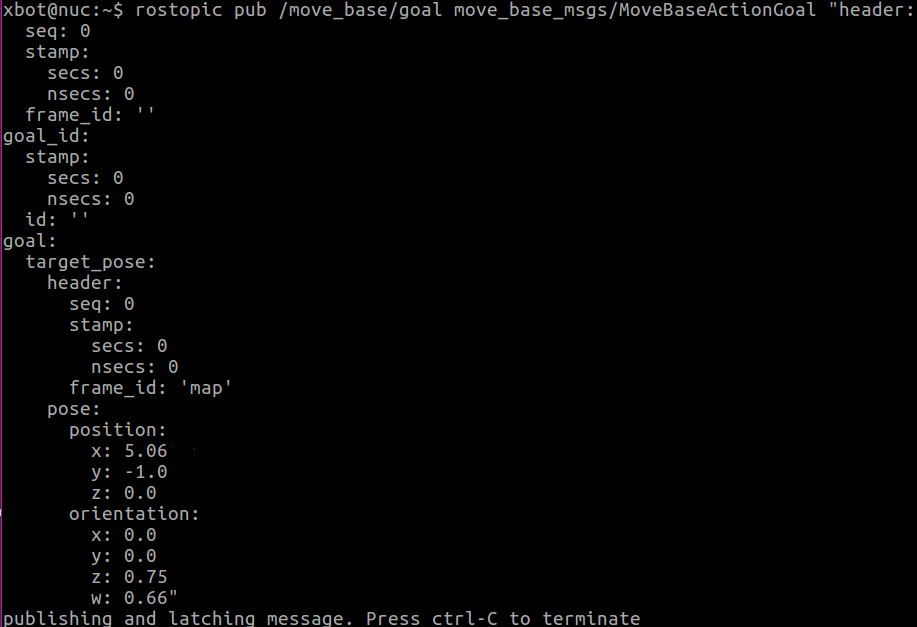 xbot@nuc:~$ rostopic pub /move_base/goal move_base_msgs/MoveBaseActionGoal "header:
  seq: 0
  stamp:
    secs: 0
    nsecs: 0
  frame_id: ''
goal_id:
  stamp:
    secs: 0
    nsecs: 0
  id: ''
goal:
  target_pose:
    header:
      seq: 0
      stamp:
        secs: 0
        nsecs: 0
      frame_id: 'map'
    pose:
      position:
        x: 5.06
        y: -1.0
        z: 0.0
      orientation:
        x: 0.0
        y: 0.0
        z: 0.75
        w: 0.66"
publishing and latching message. Press ctrl-C to terminate